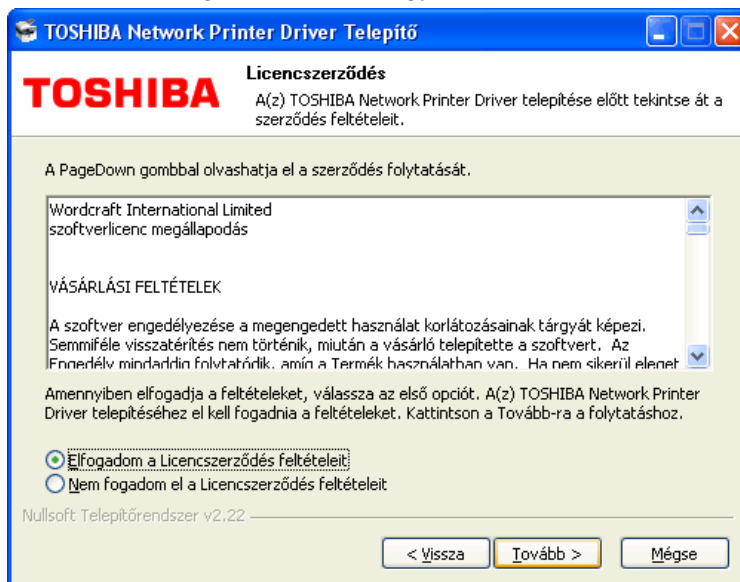 TOSHIBA Network Printer Driver Telepítő
TOSHIBA
Licencszerződés
A(z) TOSHIBA Network Printer Driver telepítése előtt tekintse át a
szerződés feltételeit.
A PageDown gombbal olvashatja el a szerződés folytatását.
Wordcraft International Limited
szoftverlicenc megállapodás
VÁSÁRLÁSI FELTÉTELEK
A szoftver engedélyezése a megengedett használat korlátozásainak tárgyát képezi.
Semmiféle visszatérítés nem történik, miután a vásárló telepítette a szoftvert. Az
Engedély mindaddig folytatódik, amíg a Termék használatban van. Ha nem sikerül eleget
Amennyiben elfogadja a feltételeket, válassza az első opciót. A(z) TOSHIBA Network Printer
Driver telepítéséhez el kell fogadnia a feltételeket. Kattintson a Tovább-ra a folytatáshoz.
Elfogadom a Licencszerződés feltételeit
Nem fogadom el a Licencszerződés feltételeit
Nullsoft Telepítőrendszer v2.22
< Vissza
Tovább >
Mégse